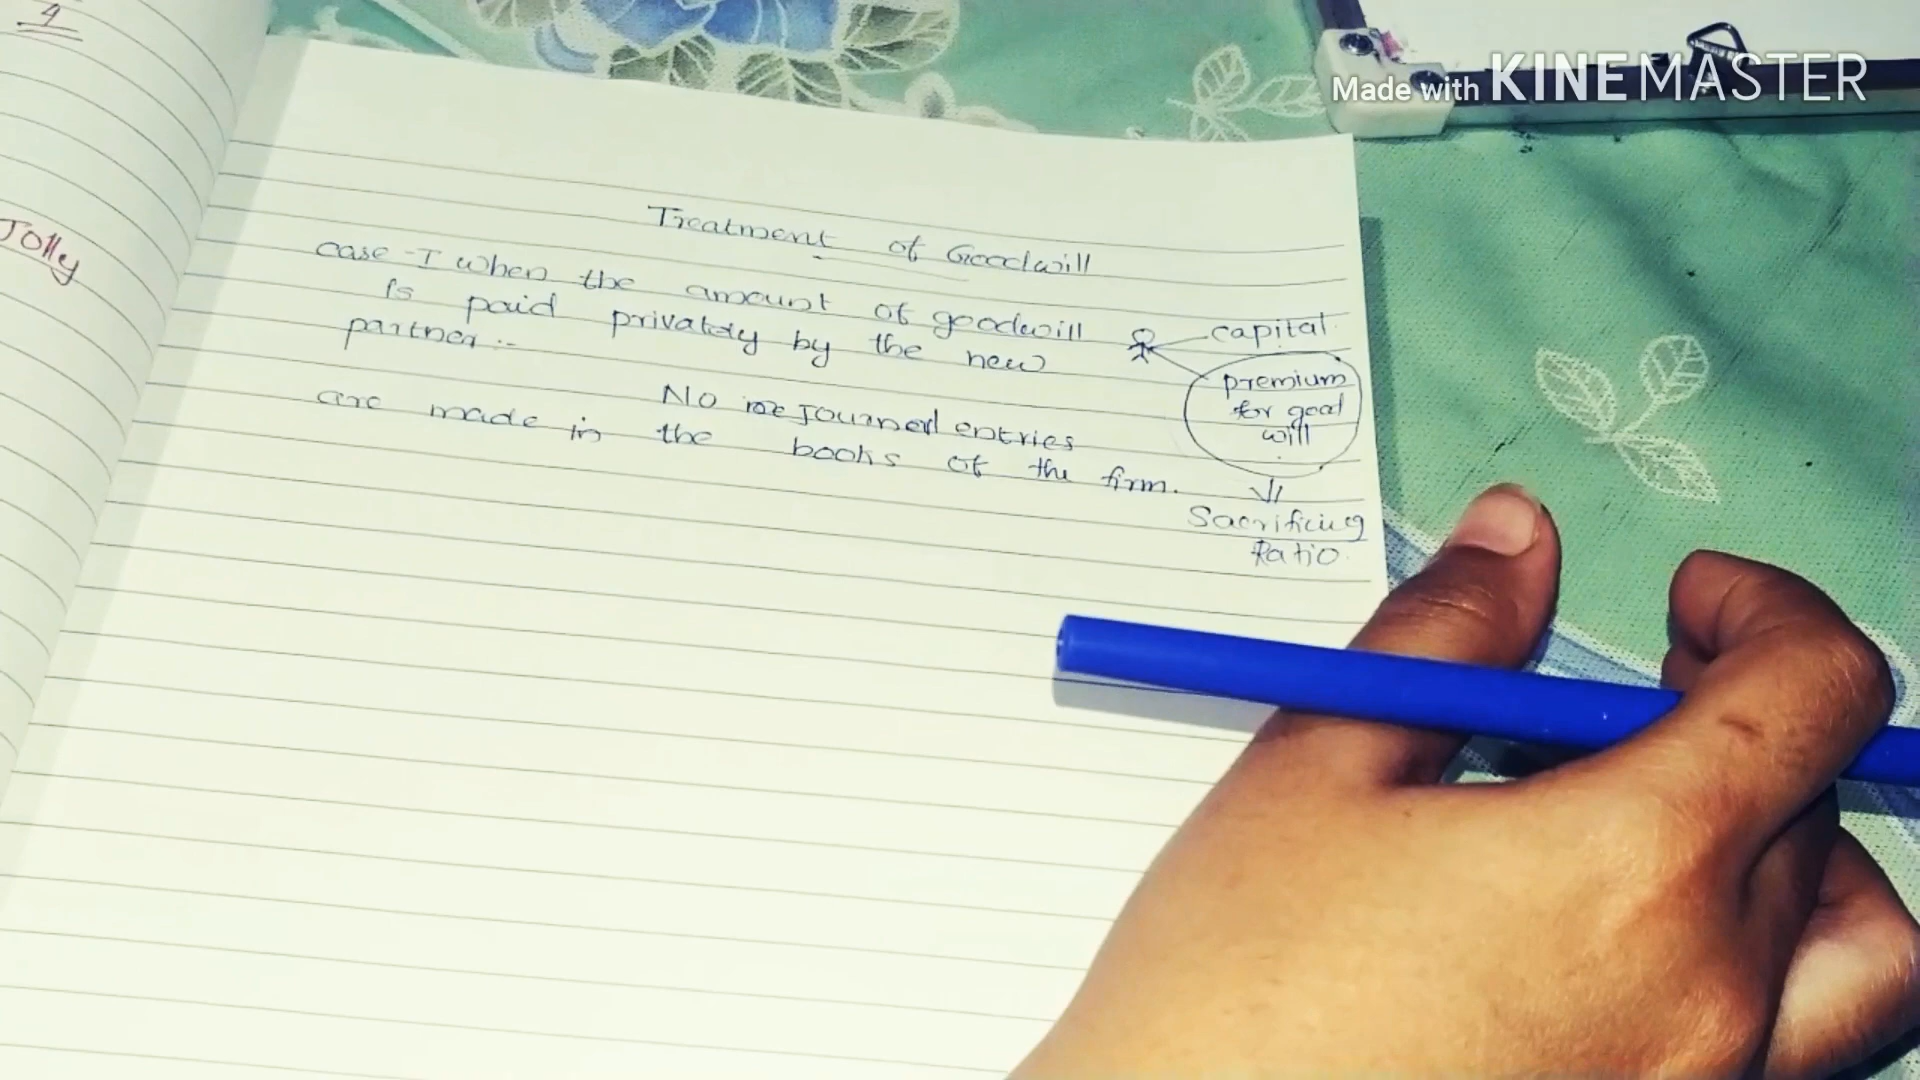 4
Jolly
Made with KINEMASTER
Treatment of Goodwill
case-I when the amount of goodwill
is paid privately by the new
partner :-
No Journal entries
are made in the books of the firm.
capital
premium
for good
will
Sacrificing
Ratio